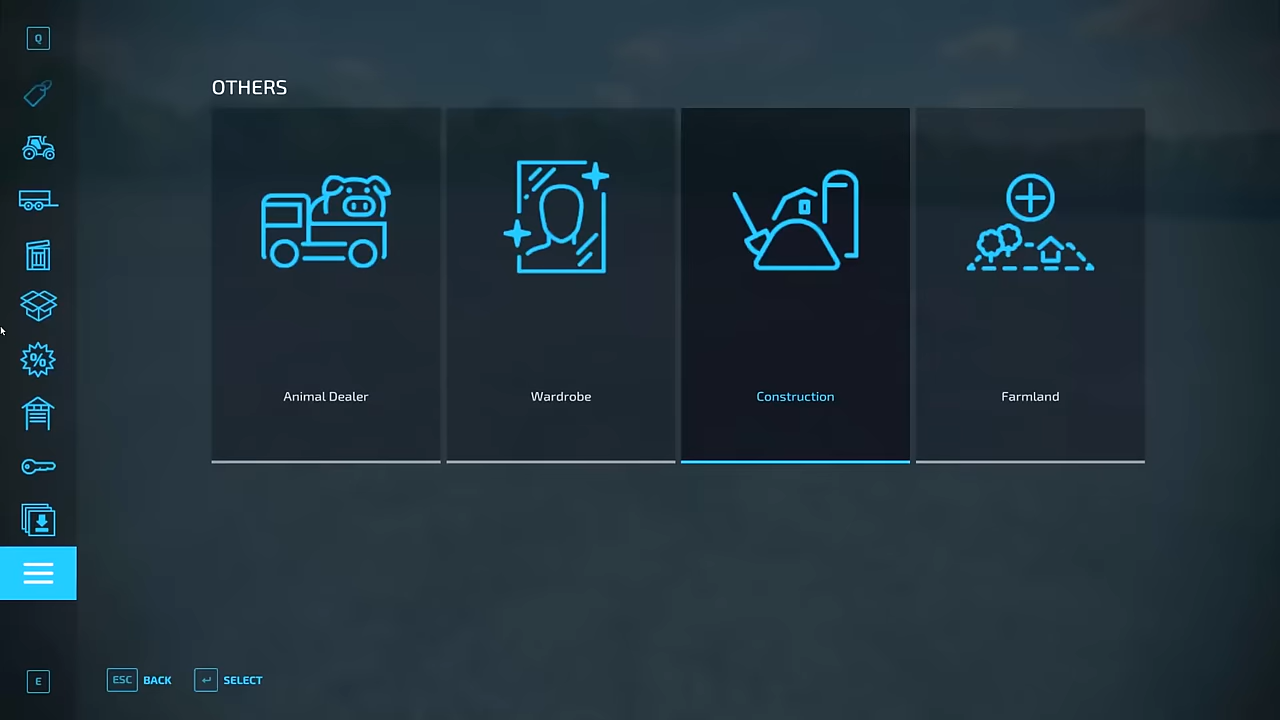 Q
OTHERS
Animal Dealer
Wardrobe
Construction
Farmland
E
ESC BACK
SELECT